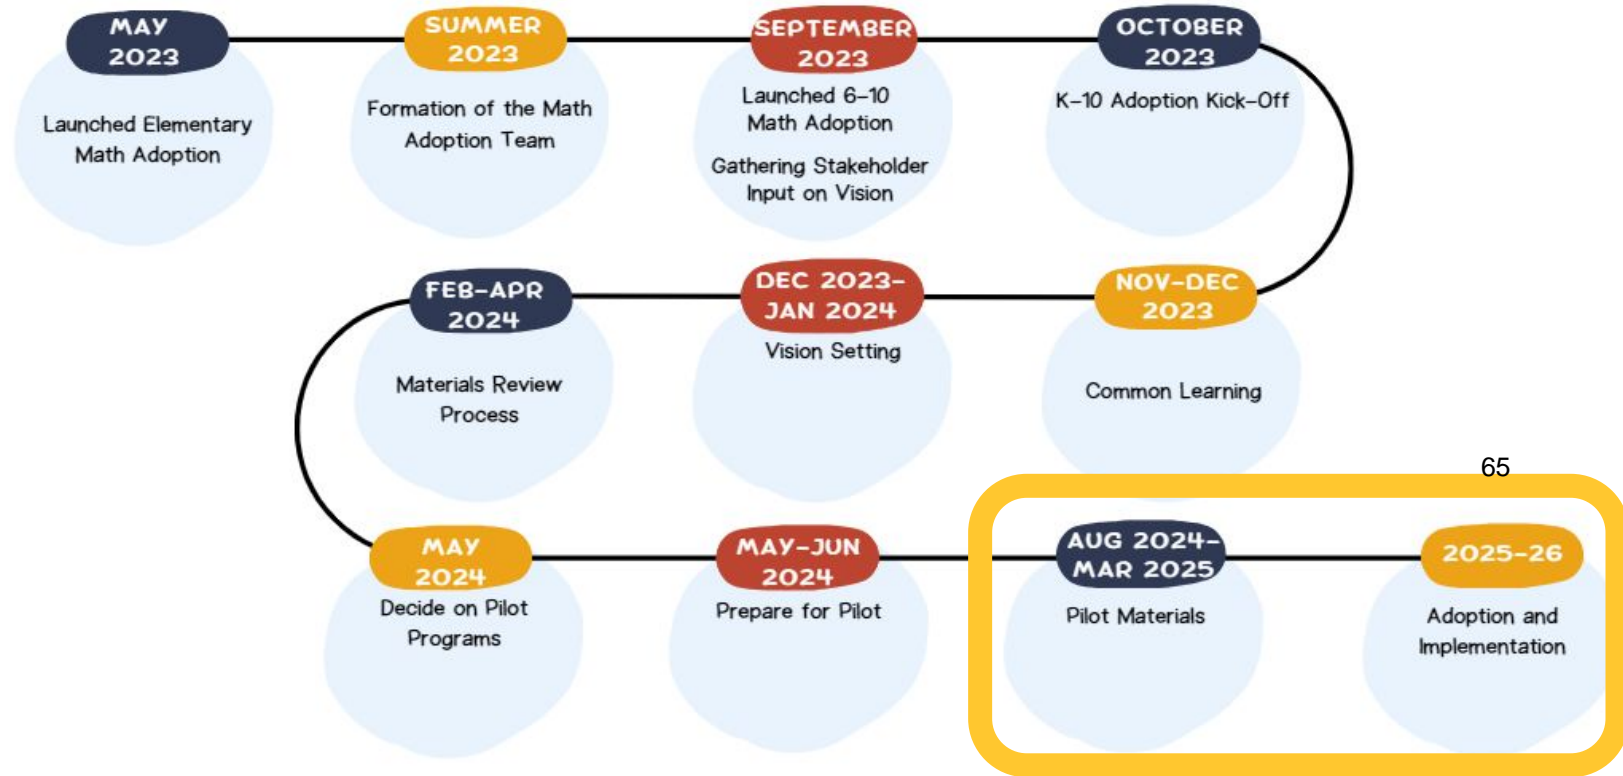 MAY
2023
Launched Elementary
Math Adoption
SUMMER
2023
Formation of the Math
Adoption Team
SEPTEMBER
2023
Launched 6-10
Math Adoption
Gathering Stakeholder
Input on Vision
OCTOBER
2023
K-10 Adoption Kick-Off
NOV-DEC
2023
Common Learning
DEC 2023-
JAN 2024
Vision Setting
FEB-APR
2024
Materials Review
Process
MAY
2024
Decide on Pilot
Programs
MAY-JUN
2024
Prepare for Pilot
65
AUG 2024-
MAR 2025
Pilot Materials
2025-26
Adoption and
Implementation